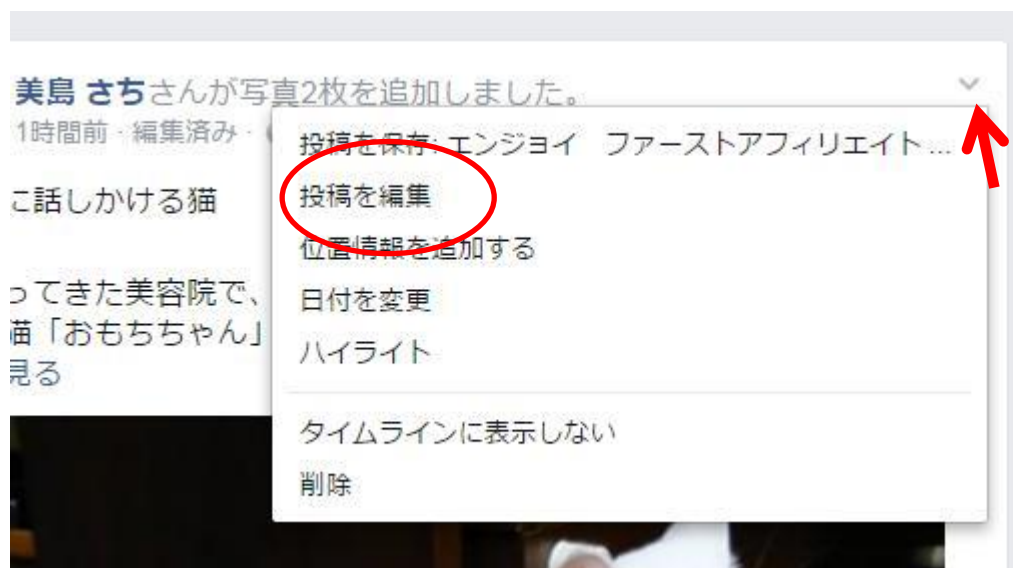 美島 さちさんが写真2枚を追加しました。
1時間前 · 編集済み ·
投稿を保存: エンジョイ　ファーストアフィリエイト ...
投稿を編集
位置情報を追加する
日付を変更
ハイライト
タイムラインに表示しない
削除
に話しかける猫
ってきた美容院で、
猫「おもちちゃん」
見る